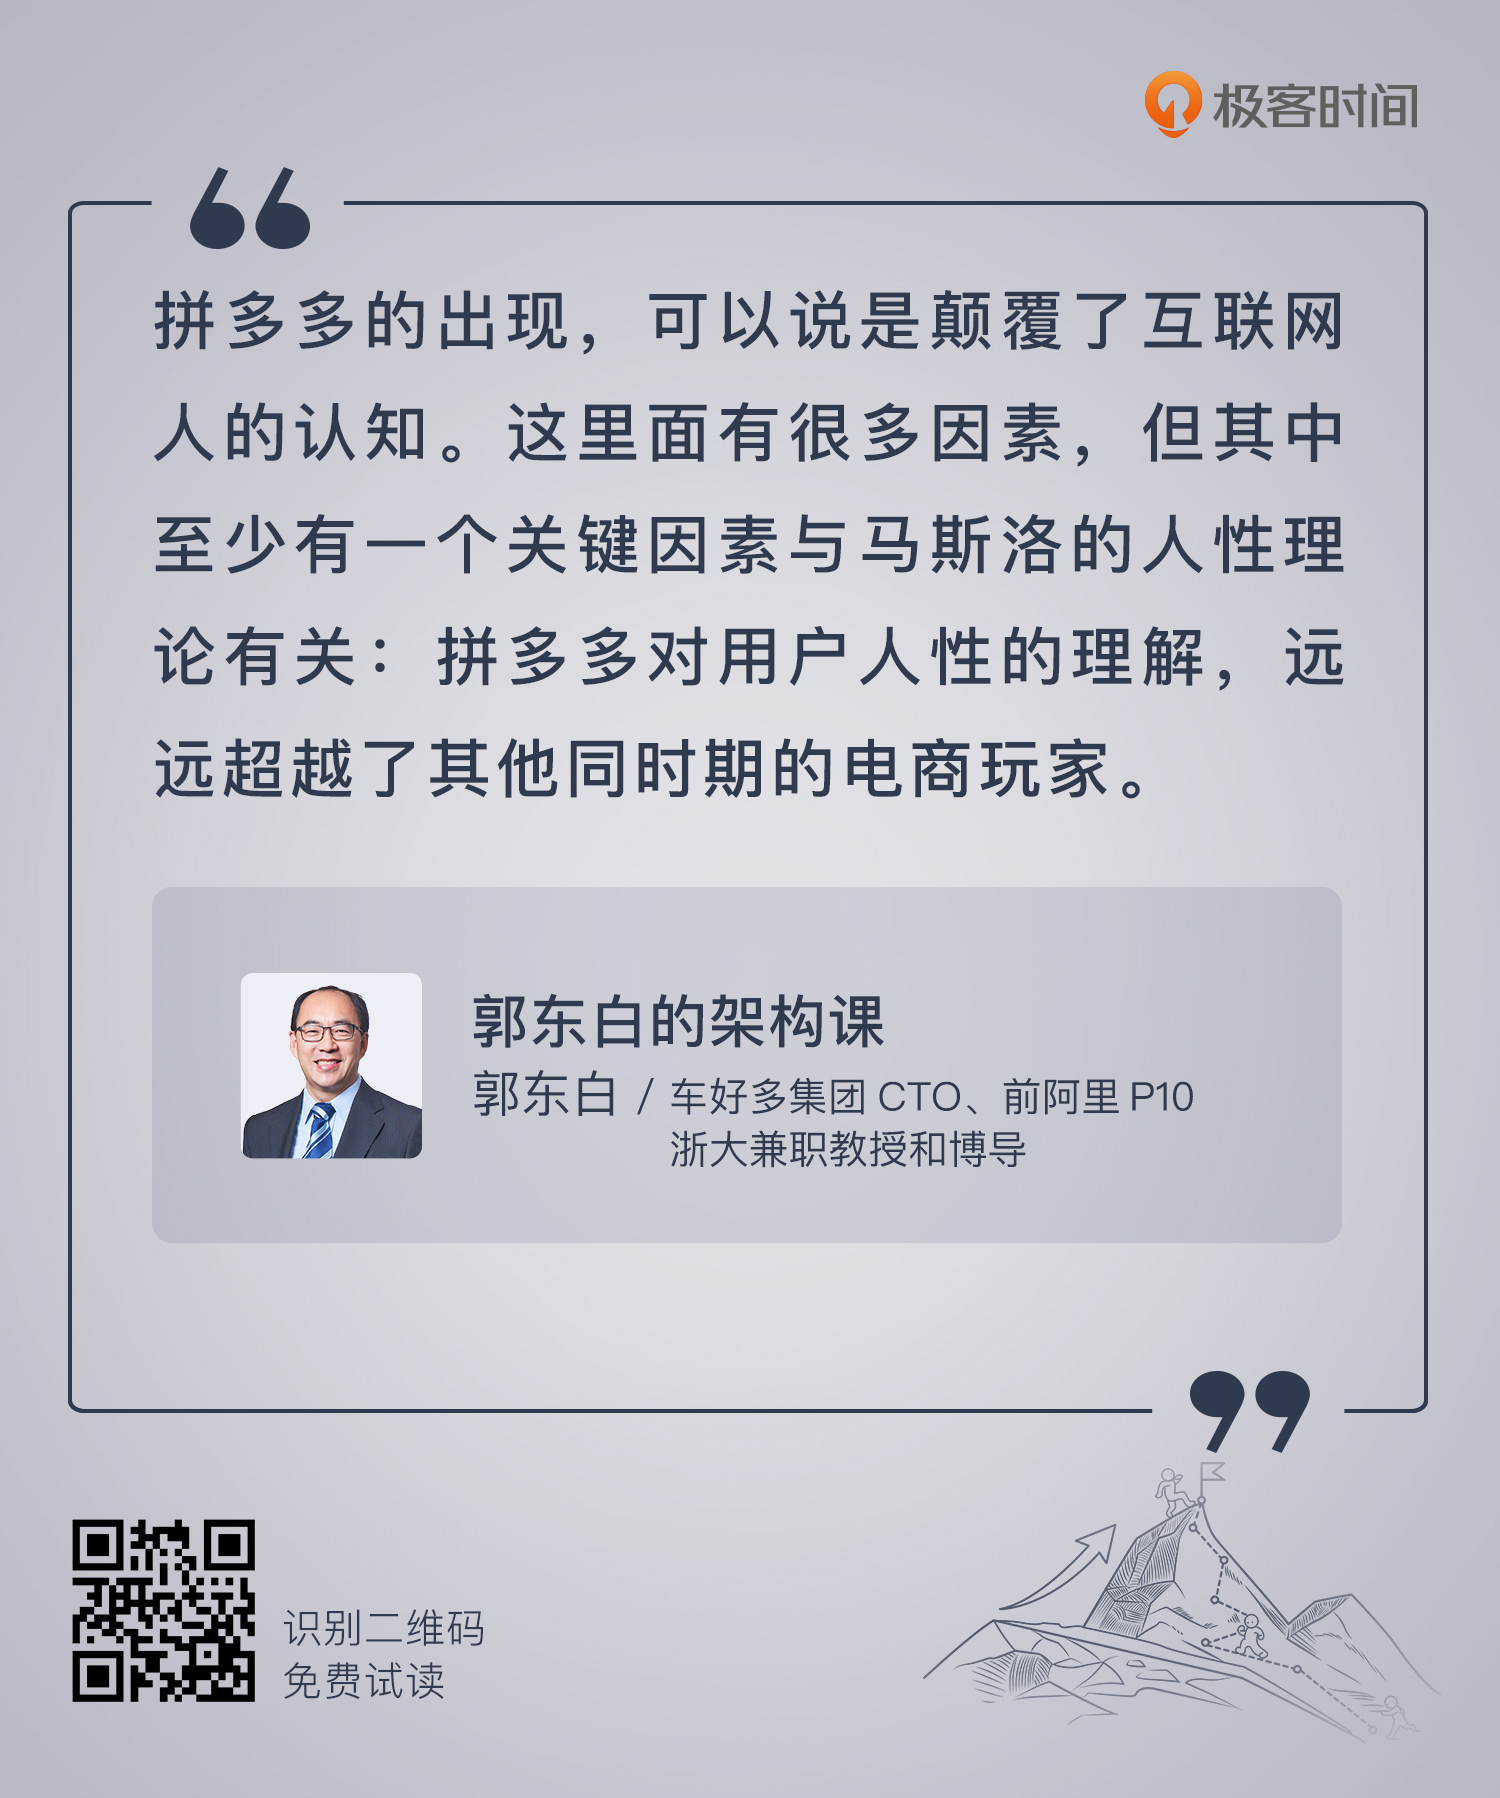 极客时间
拼多多的出现，可以说是颠覆了互联网
人的认知。这里面有很多因素，但其中
至少有一个关键因素与马斯洛的人性理
论有关：拼多多对用户人性的理解，远
远超越了其他同时期的电商玩家。
郭东白的架构课
郭东白 / 车好多集团 CTO、前阿里 P10
浙大兼职教授和博导
识别二维码
免费试读